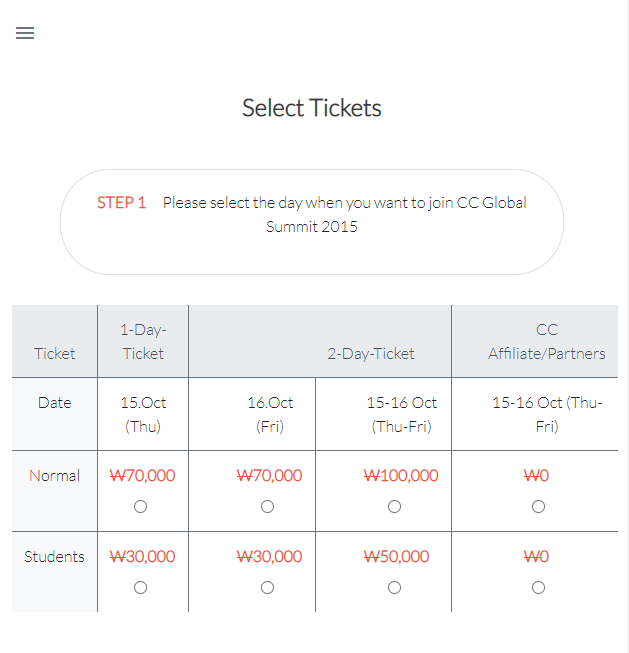 Select Tickets
STEP 1 Please select the day when you want to join CC Global
Summit 2015
Ticket 1-Day-Ticket 2-Day-Ticket CC Affiliate/Partners
Date 15.Oct (Thu) 16.Oct (Fri) 15-16 Oct (Thu-Fri) 15-16 Oct (Thu-Fri)
Normal ₩70,000 ₩70,000 ₩100,000 ₩0
Students ₩30,000 ₩30,000 ₩50,000 ₩0